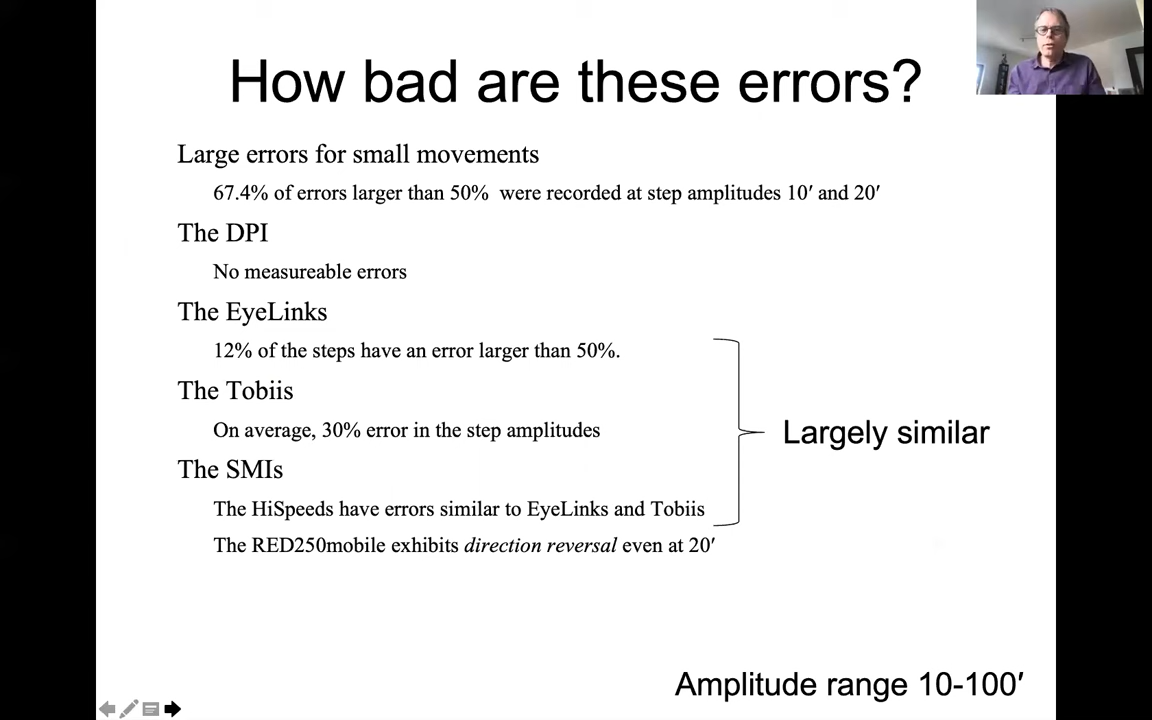 How bad are these errors?
Large errors for small movements
67.4% of errors larger than 50% were recorded at step amplitudes 10′ and 20′
The DPI
No measureable errors
The EyeLinks
12% of the steps have an error larger than 50%.
The Tobiis
On average, 30% error in the step amplitudes
Largely similar
The SMIs
The HiSpeeds have errors similar to EyeLinks and Tobiis
The RED250mobile exhibits direction reversal even at 20′
Amplitude range 10-100′